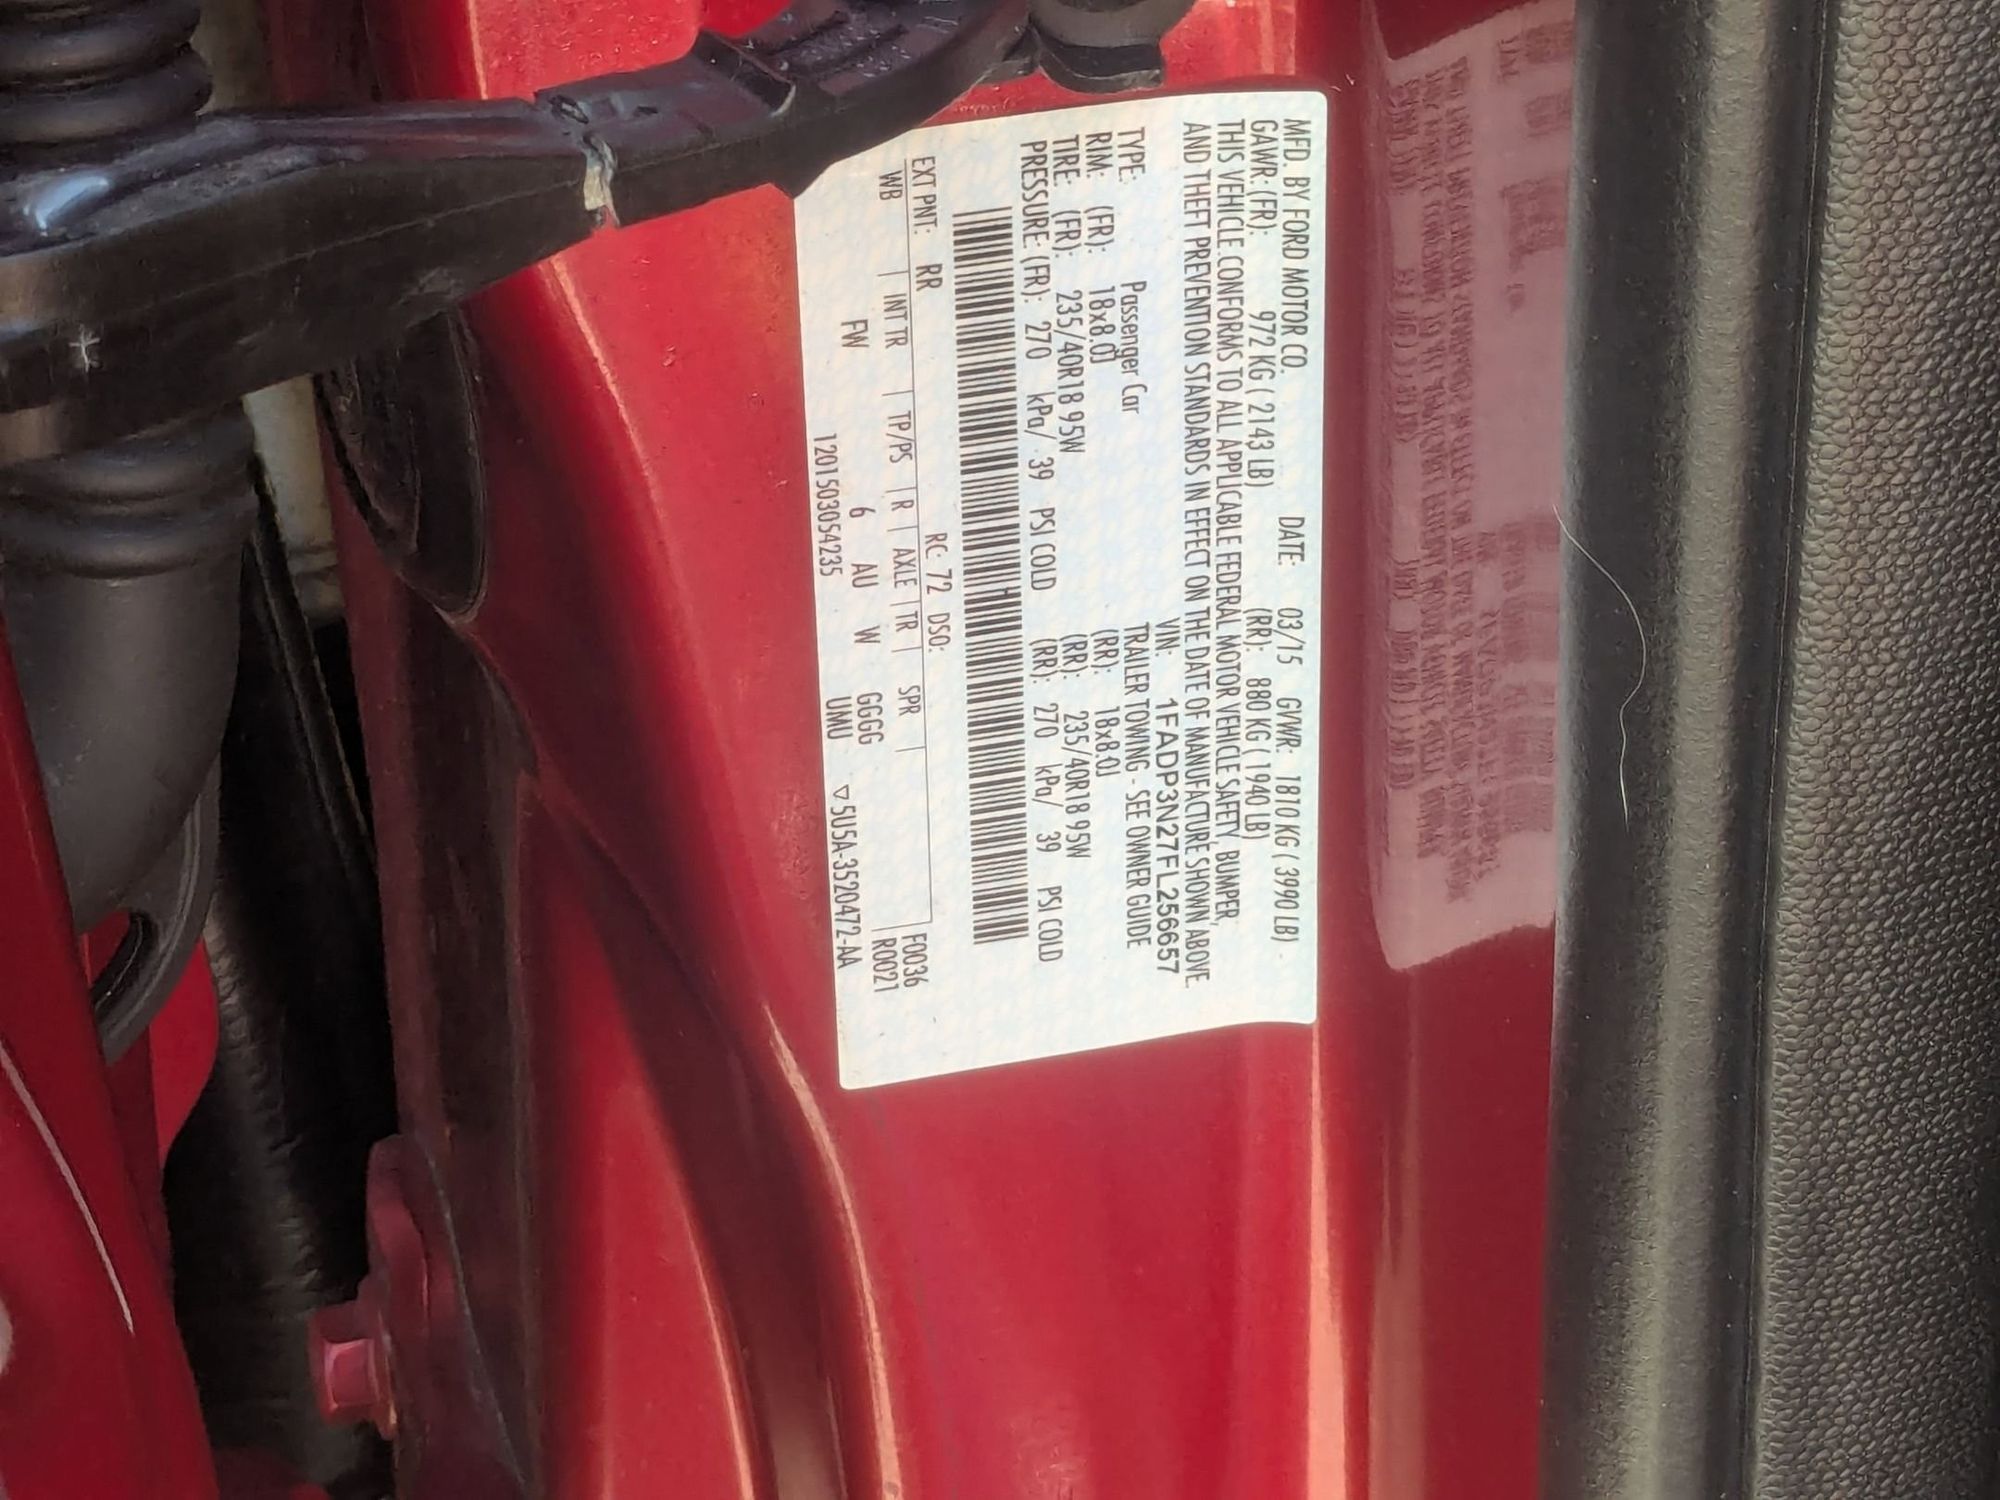 MFD. BY FORD MOTOR CO. DATE: 03/15 GVWR: 1810 KG ( 3990 LB)
GAWR: (FR): 972 KG ( 2143 LB) (RR): 880 KG ( 1940 LB)
THIS VEHICLE CONFORMS TO ALL APPLICABLE FEDERAL MOTOR VEHICLE SAFETY, BUMPER,
AND THEFT PREVENTION STANDARDS IN EFFECT ON THE DATE OF MANUFACTURE SHOWN ABOVE
VIN: 1FADP3N27FL256657
TYPE: Passenger Car TRAILER TOWING - SEE OWNER GUIDE
RIM: (FR): 18x8.0J (RR): 18x8.0J
TIRE: (FR): 235/40R18 95W (RR): 235/40R18 95W
PRESSURE: (FR): 270 kPa/ 39 PSI COLD (RR): 270 kPa/ 39 PSI COLD
EXT PNT: RR RC: 72 DSO:
WB INT TR TP/PS R AXLE TR SPR F0036
FW 6 AU W GGGG R0021
120150305423​5 UMU ▽5U5A-3520472-AA